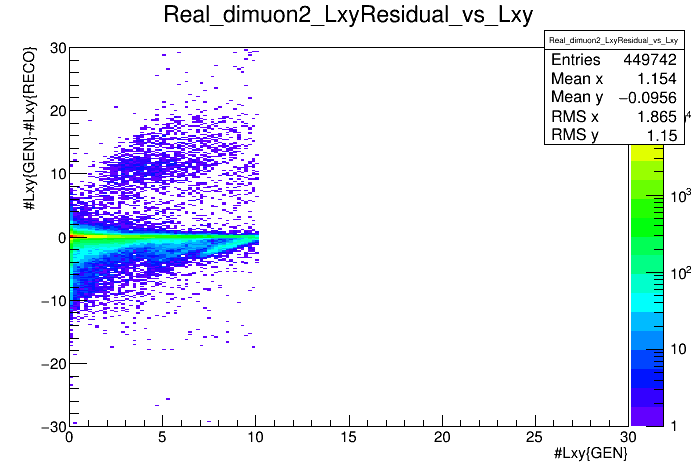 Real_dimuon2_LxyResidual_vs_Lxy
Real_dimuon2_LxyResidual_vs_Lxy
Entries 449742
Mean x 1.154
Mean y −0.0956
RMS x 1.865
RMS y 1.15
#Lxy{GEN}-#Lxy{RECO}
30
20
10
0
−10
−20
−30
0 5 10 15 20 25 30
#Lxy{GEN}
4
10³
10²
10
1